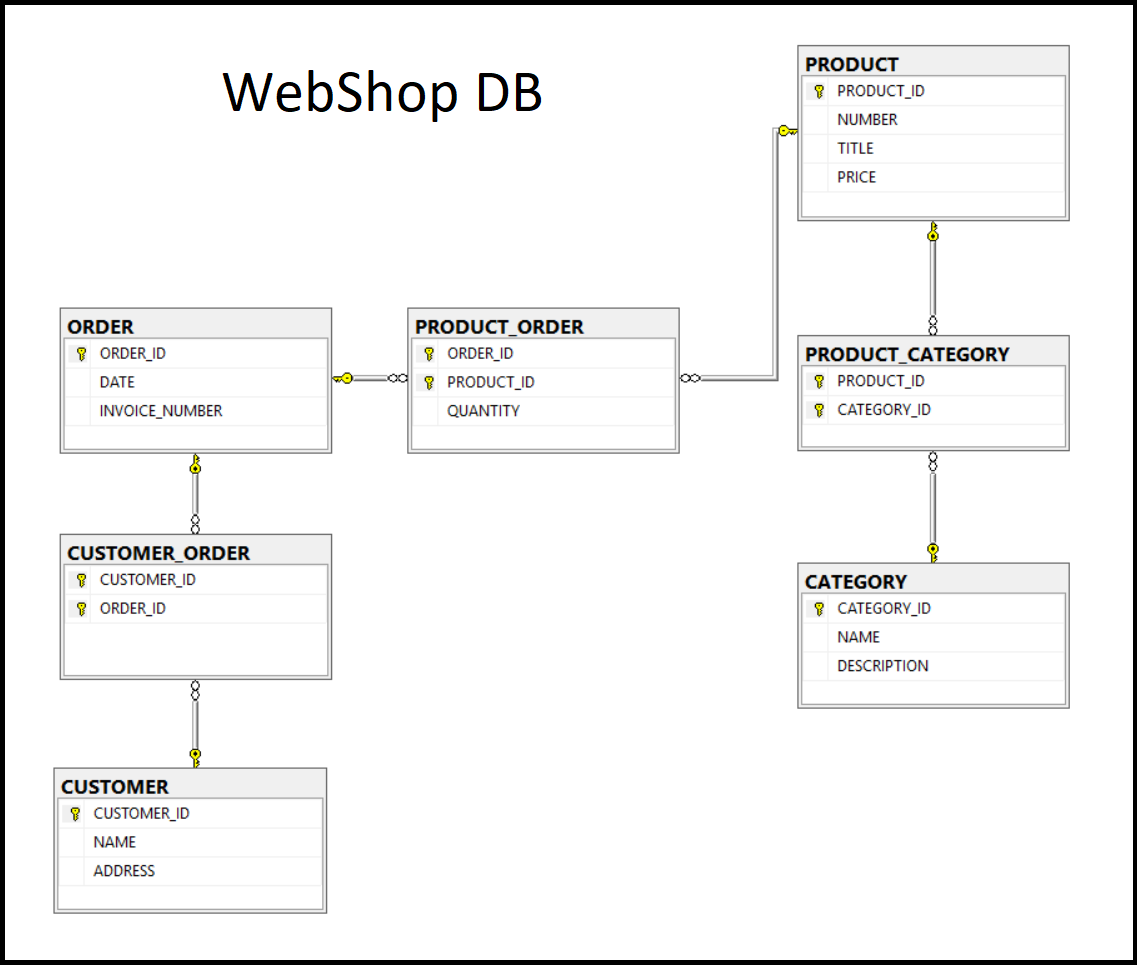 WebShop DB
PRODUCT
PRODUCT_ID
NUMBER
TITLE
PRICE
ORDER
ORDER_ID
DATE
INVOICE_NUMBER
PRODUCT_ORDER
ORDER_ID
PRODUCT_ID
QUANTITY
PRODUCT_CATEGORY
PRODUCT_ID
CATEGORY_ID
CUSTOMER_ORDER
CUSTOMER_ID
ORDER_ID
CATEGORY
CATEGORY_ID
NAME
DESCRIPTION
CUSTOMER
CUSTOMER_ID
NAME
ADDRESS